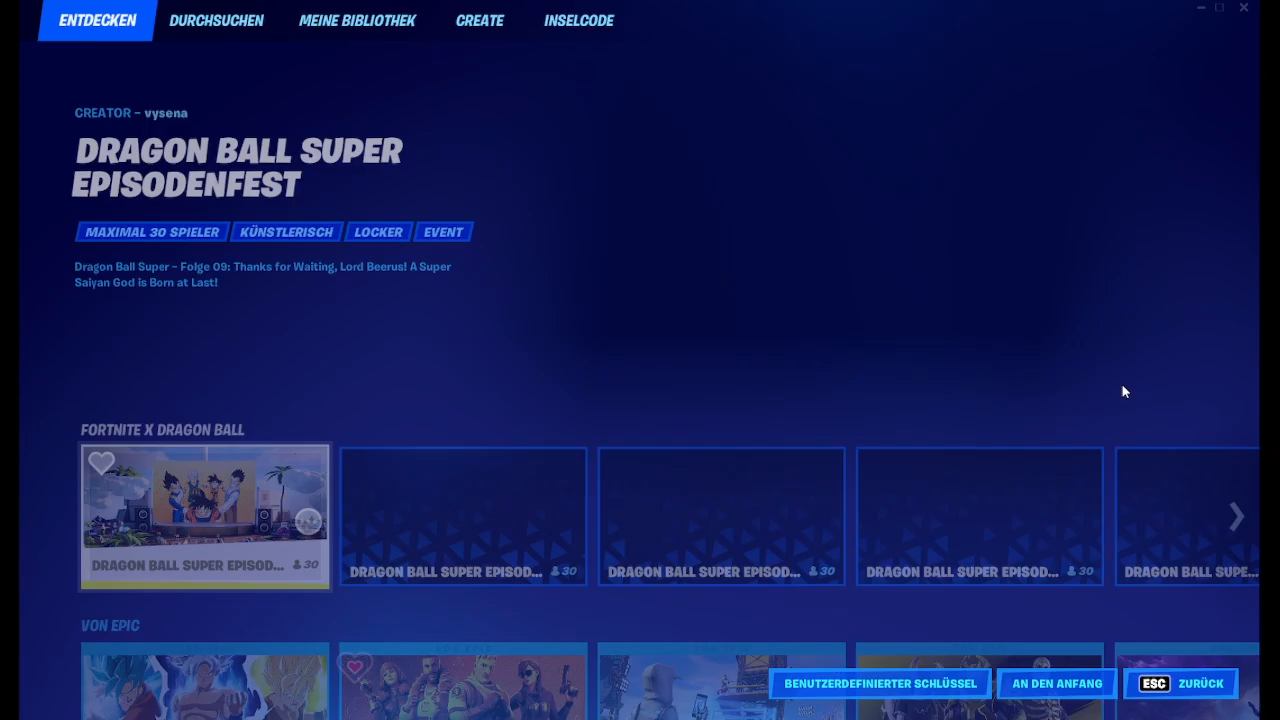 ENTDECKEN DURCHSUCHEN MEINE BIBLIOTHEK CREATE INSELCODE
CREATOR – vysena
DRAGON BALL SUPER
EPISODENFEST
MAXIMAL 30 SPIELER KÜNSTLERISCH LOCKER EVENT
Dragon Ball Super – Folge 09: Thanks for Waiting, Lord Beerus! A Super
Saiyan God is Born at Last!
FORTNITE X DRAGON BALL
DRAGON BALL SUPER EPISOD... 30 DRAGON BALL SUPER EPISOD... 30 DRAGON BALL SUPER EPISOD... 30 DRAGON BALL SUPER EPISOD... 30 DRAGON BALL SUPE...
VON EPIC
BENUTZERDEFINIERTER SCHLÜSSEL AN DEN ANFANG ESC ZURÜCK